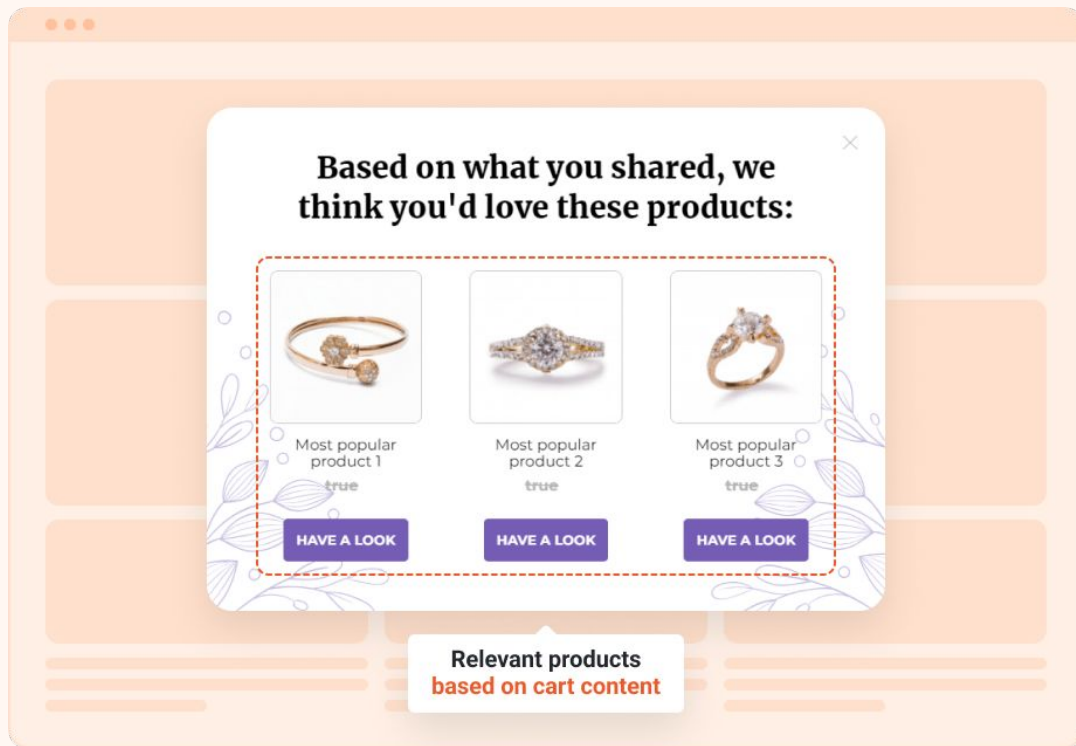 Based on what you shared, we
think you'd love these products:
Most popular
product 1
true
HAVE A LOOK
Most popular
product 2
true
HAVE A LOOK
Most popular
product 3
true
HAVE A LOOK
Relevant products
based on cart content